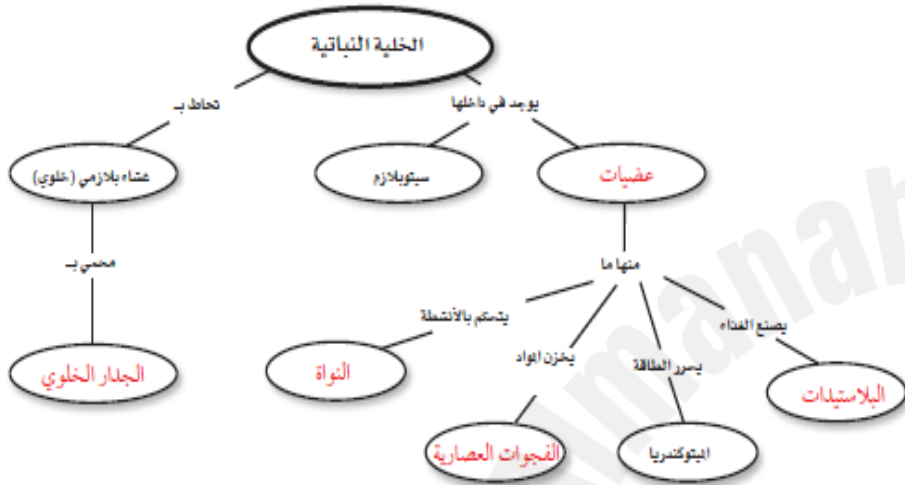 الخلية النباتية
يوجد في داخلها
تحاط بـ
عضيات
سيتوبلازم
غشاء بلازمي (خلوي)
منها ما
محمي بـ
يصنع الغذاء
يحرر الطاقة
يخزن المواد
يتحكم بالأنشطة
البلاستيدات
النواة
الجدار الخلوي
الميتوكندريا
الفجوات العصارية